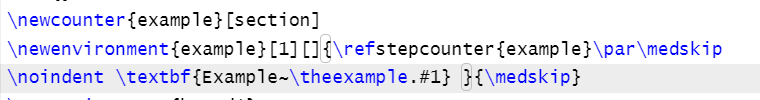 \newcounter{example}[section]
\newenvironment{example}[1][]{\refstepcounter{example}\par\medskip
\noindent \textbf{Example~\theexample.#1} }{\medskip}